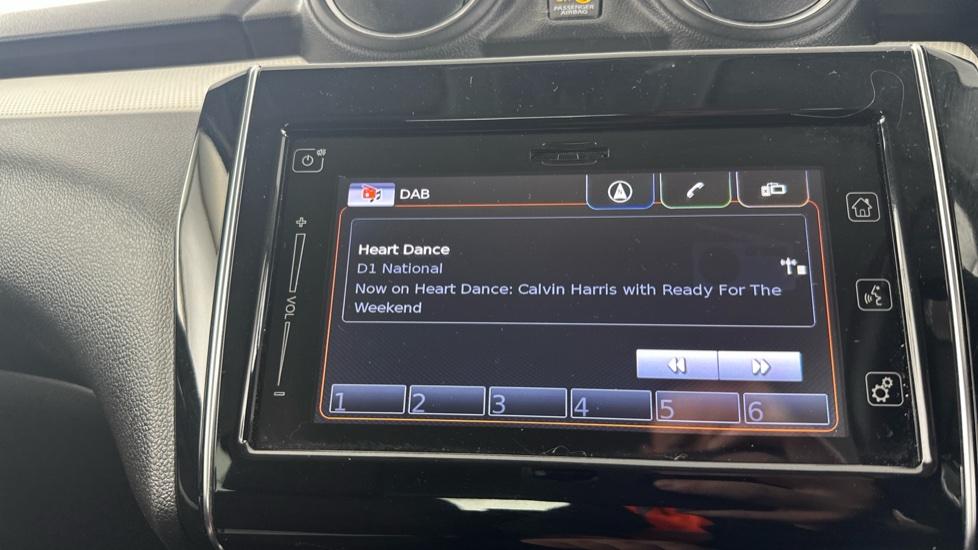 PASSENGER
AIRBAG
DAB
Heart Dance
D1 National
Now on Heart Dance: Calvin Harris with Ready For The
Weekend
+
VOL
-
1 2 3 4 5 6